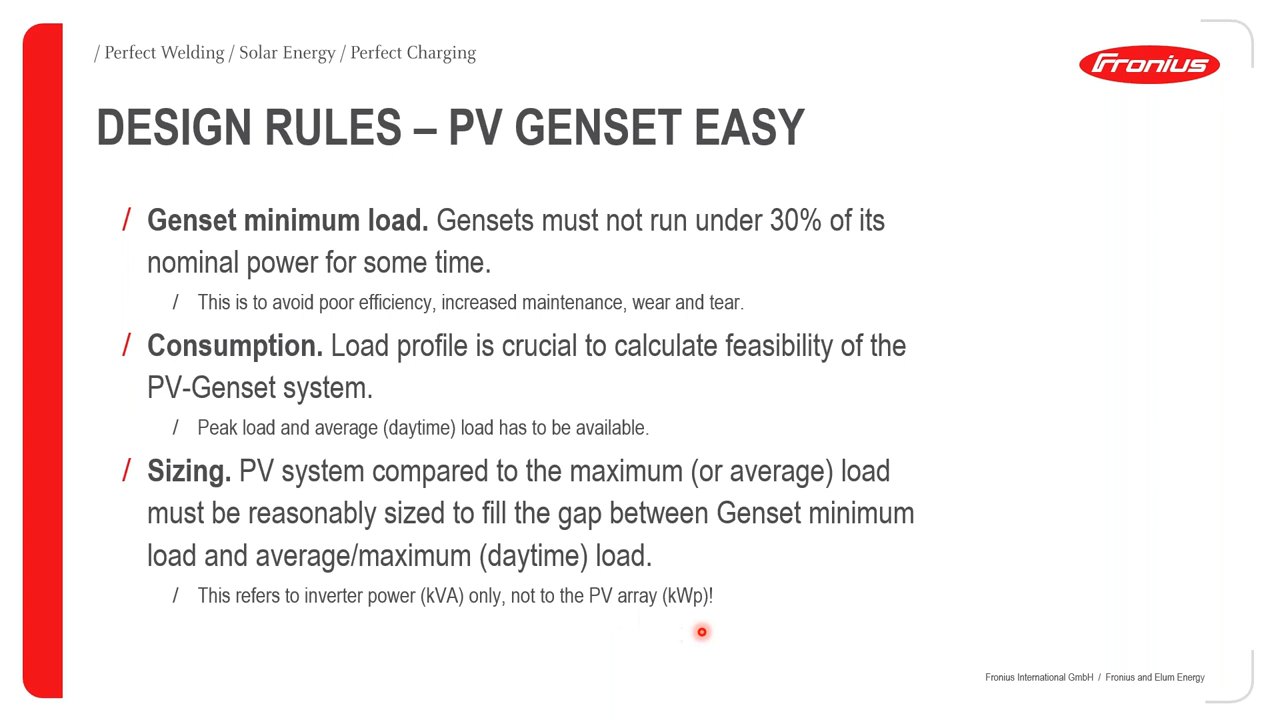 / Perfect Welding / Solar Energy / Perfect Charging
Fronius
DESIGN RULES – PV GENSET EASY
/ Genset minimum load. Gensets must not run under 30% of its
nominal power for some time.
/ This is to avoid poor efficiency, increased maintenance, wear and tear.
/ Consumption. Load profile is crucial to calculate feasibility of the
PV-Genset system.
/ Peak load and average (daytime) load has to be available.
/ Sizing. PV system compared to the maximum (or average) load
must be reasonably sized to fill the gap between Genset minimum
load and average/maximum (daytime) load.
/ This refers to inverter power (kVA) only, not to the PV array (kWp)!
Fronius International GmbH / Fronius and Elum Energy